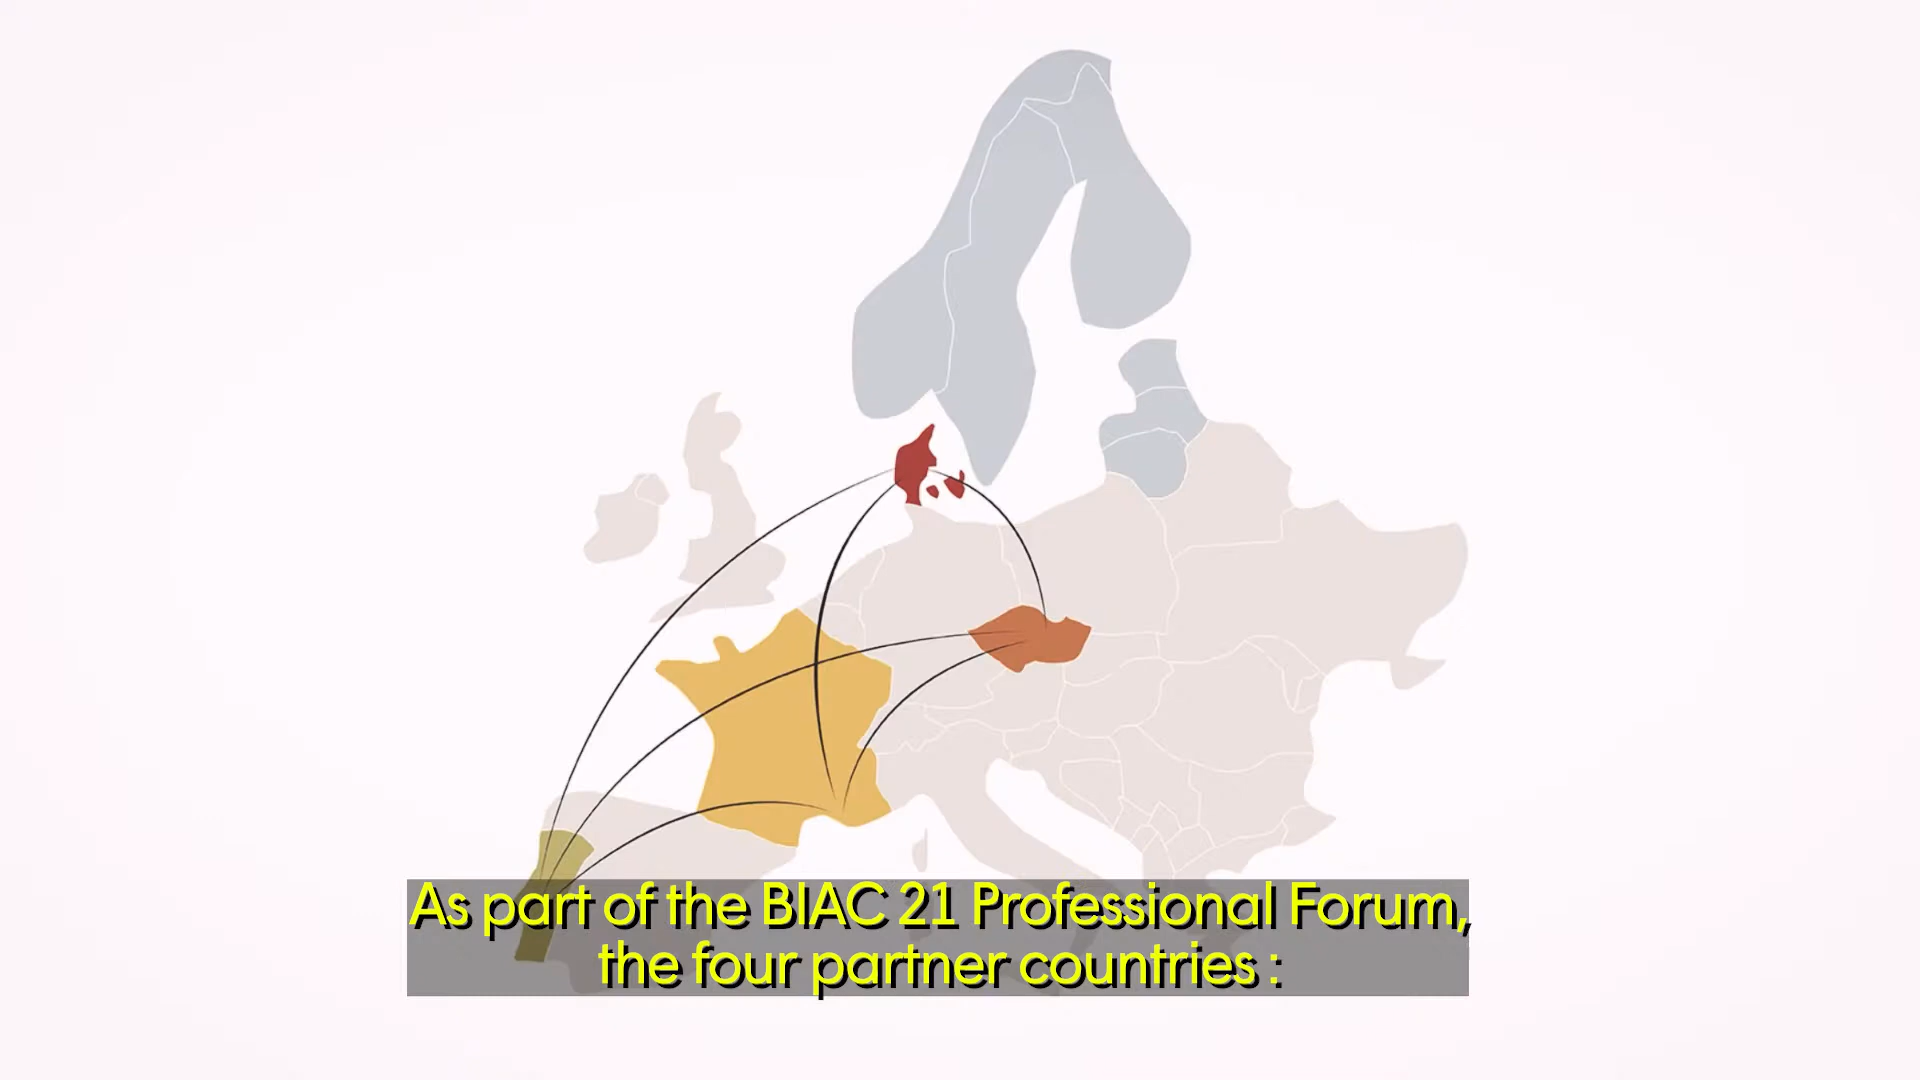 As part of the BIAC 21 Professional Forum,
the four partner countries :